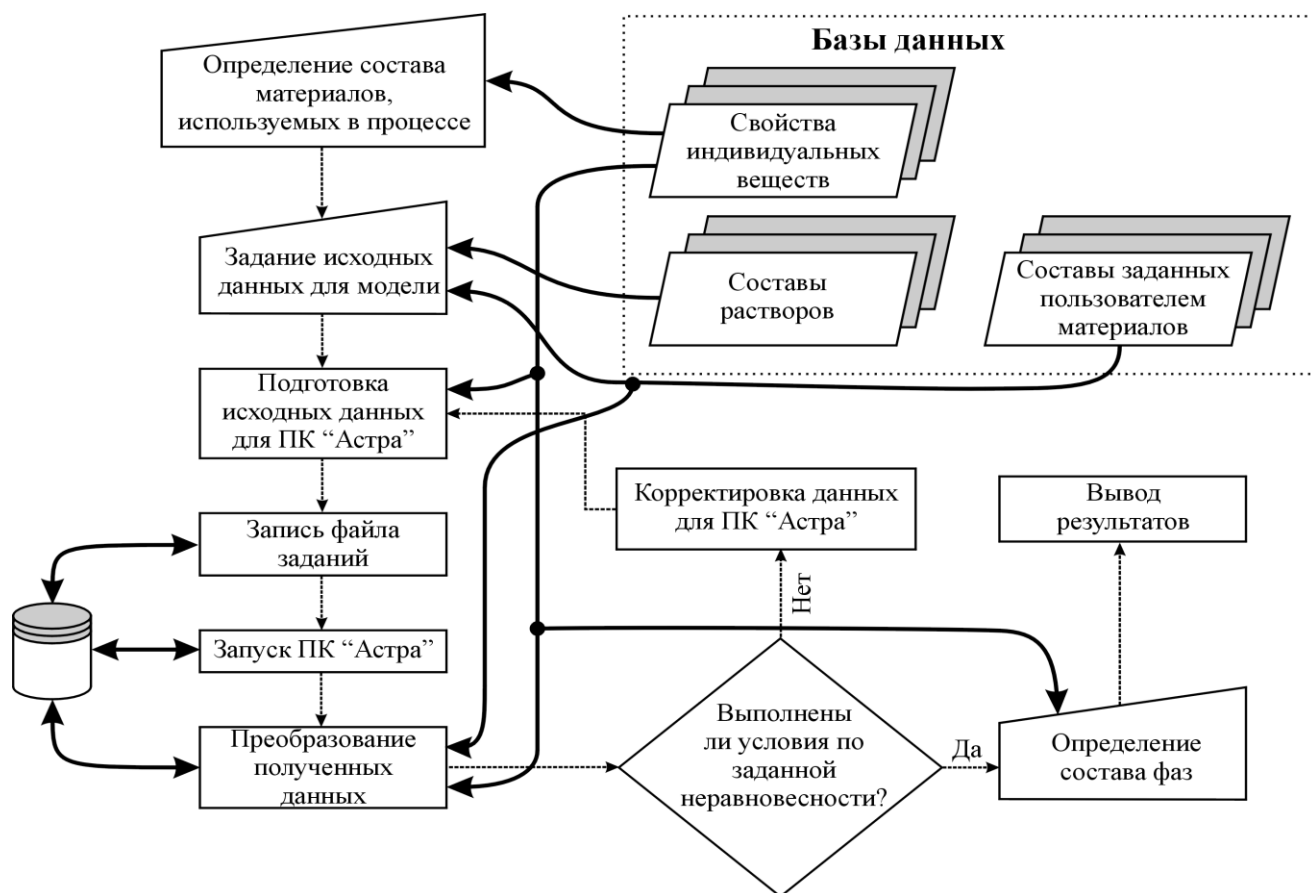 Базы данных
Определение состава
материалов,
используемых в процессе
Свойства
индивидуальных
веществ
Задание исходных
данных для модели
Составы
растворов
Составы заданных
пользователем
материалов
Подготовка
исходных данных
для ПК “Астра”
Корректировка данных
для ПК “Астра”
Вывод
результатов
Запись файла
заданий
Нет
Запуск ПК “Астра”
Преобразование
полученных
данных
Выполнены
ли условия по
заданной
неравновесности?
Да
Определение
состава фаз